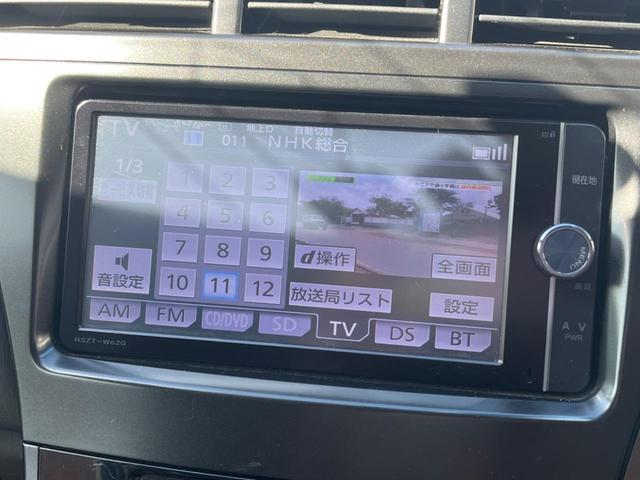 TV
地上D 自動切替
011 NHK総合
1/3
1 2 3
4 5 6
7 8 9
10 11 12
音設定
d操作
全画面
放送局リスト
設定
AM FM CD/DVD SD TV DS BT
NSZT-W62G
現在地
MENU
AV
PWR